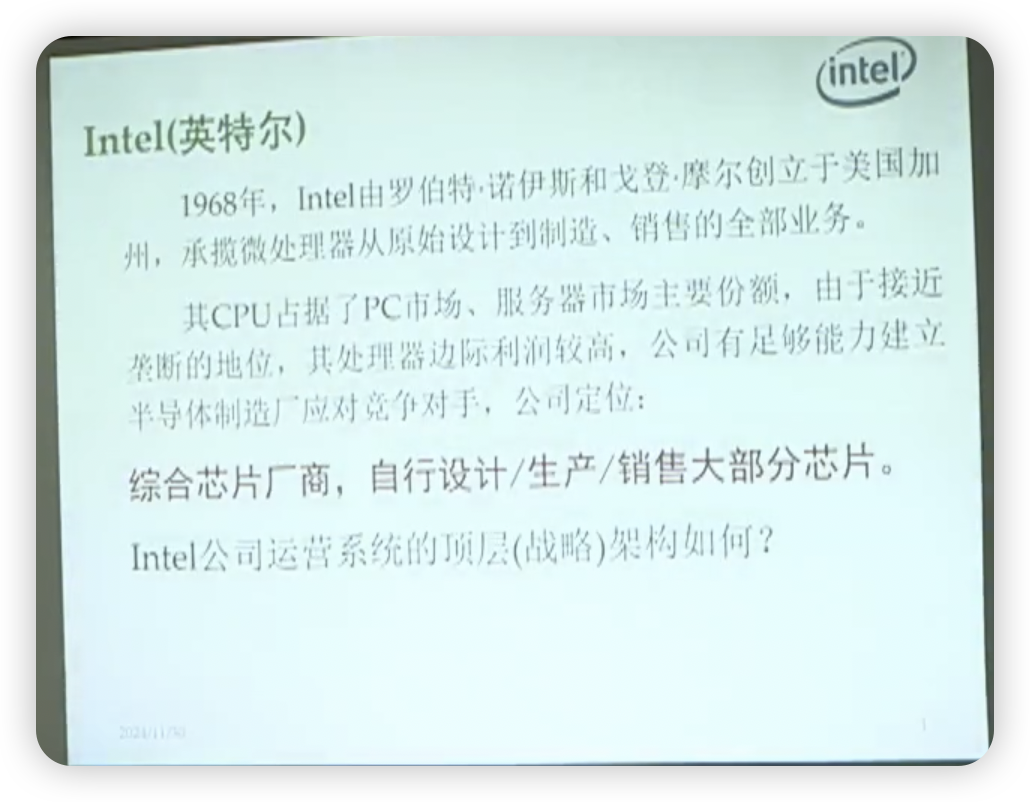 intel
Intel(英特尔)
1968年，Intel由罗伯特·诺伊斯和戈登·摩尔创立于美国加
州，承揽微处理器从原始设计到制造、销售的全部业务。
其CPU占据了PC市场、服务器市场主要份额，由于接近
垄断的地位，其处理器边际利润较高，公司有足够能力建立
半导体制造厂应对竞争对手，公司定位：
综合芯片厂商，自行设计/生产/销售大部分芯片。
Intel公司运营系统的顶层(战略)架构如何？
2024/11/30
1